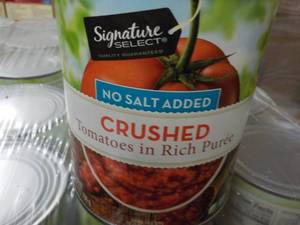 Signature
SELECT®
QUALITY GUARANTEED
NO SALT ADDED
CRUSHED
Tomatoes in Rich Purée